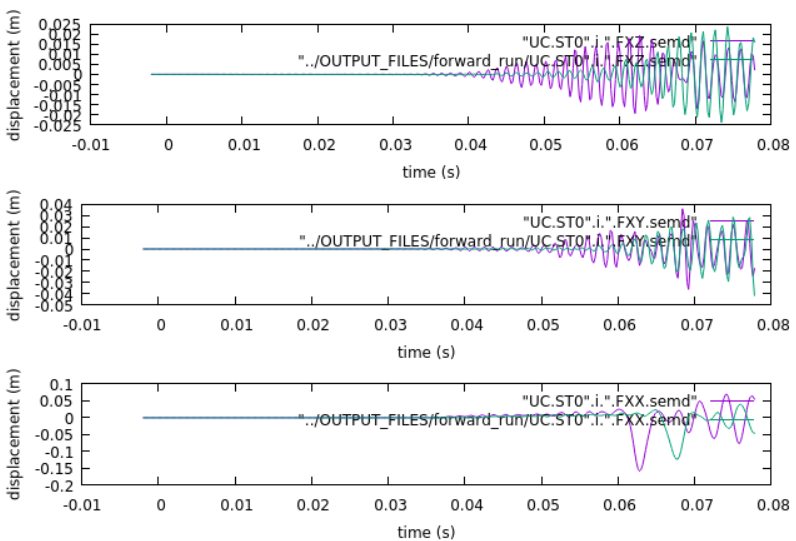 displacement (m)
0.025
0.02
0.015
0.01
0.005
0
-0.005
-0.01
-0.015
-0.02
-0.025
"UC.ST0".i.".FXZ.semd"
"../OUTPUT_FILES/forward_run/UC.ST0".i.".FXZ.semd"
-0.01 0 0.01 0.02 0.03 0.04 0.05 0.06 0.07 0.08
time (s)
displacement (m)
0.04
0.03
0.02
0.01
0
-0.01
-0.02
-0.03
-0.04
-0.05
"UC.ST0".i.".FXY.semd"
"../OUTPUT_FILES/forward_run/UC.ST0".i.".FXY.semd"
-0.01 0 0.01 0.02 0.03 0.04 0.05 0.06 0.07 0.08
time (s)
displacement (m)
0.1
0.05
0
-0.05
-0.1
-0.15
-0.2
"UC.ST0".i.".FXX.semd"
"../OUTPUT_FILES/forward_run/UC.ST0".i.".FXX.semd"
-0.01 0 0.01 0.02 0.03 0.04 0.05 0.06 0.07 0.08
time (s)